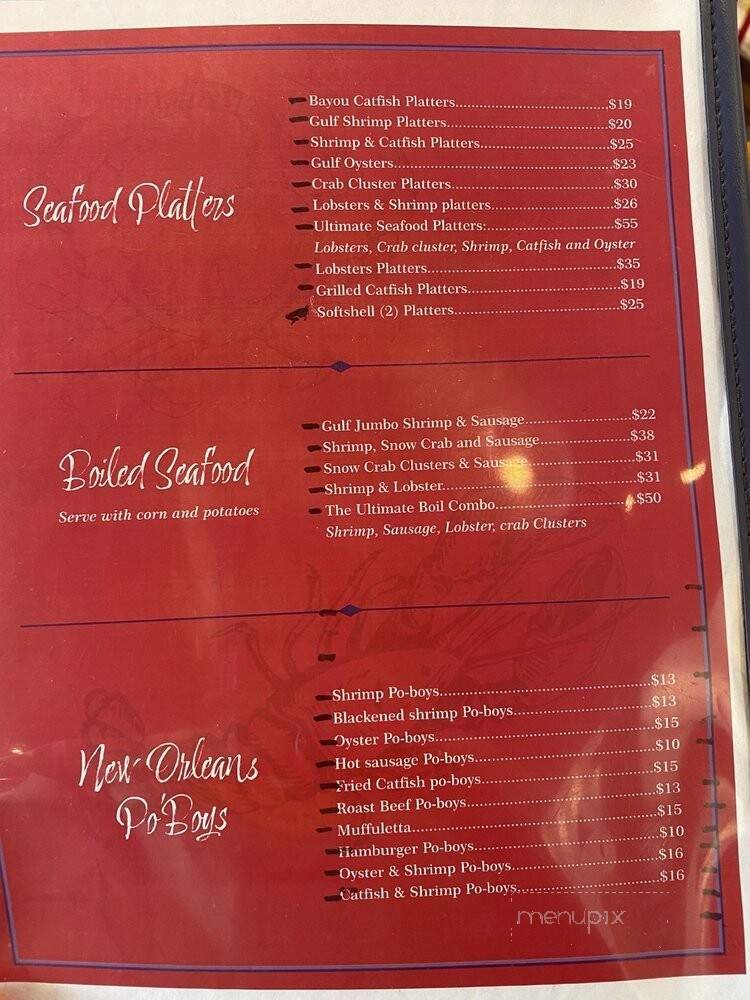 Seafood Platters
Bayou Catfish Platters..........$19
Gulf Shrimp Platters..........$20
Shrimp & Catfish Platters..........$25
Gulf Oysters..........$23
Crab Cluster Platters..........$30
Lobsters & Shrimp platters..........$26
Ultimate Seafood Platters:..........$55
Lobsters, Crab cluster, Shrimp, Catfish and Oyster
Lobsters Platters..........$35
Grilled Catfish Platters..........$19
Softshell (2) Platters..........$25
Boiled Seafood
Serve with corn and potatoes
Gulf Jumbo Shrimp & Sausage..........$22
Shrimp, Snow Crab and Sausage..........$38
Snow Crab Clusters & Sausage..........$31
Shrimp & Lobster..........$31
The Ultimate Boil Combo..........$50
Shrimp, Sausage, Lobster, crab Clusters
New Orleans
Po'Boys
Shrimp Po-boys..........$13
Blackened shrimp Po-boys..........$13
Oyster Po-boys..........$15
Hot sausage Po-boys..........$10
Fried Catfish po-boys..........$15
Roast Beef Po-boys..........$13
Muffuletta..........$15
Hamburger Po-boys..........$10
Oyster & Shrimp Po-boys..........$16
Catfish & Shrimp Po-boys..........$16
menupix